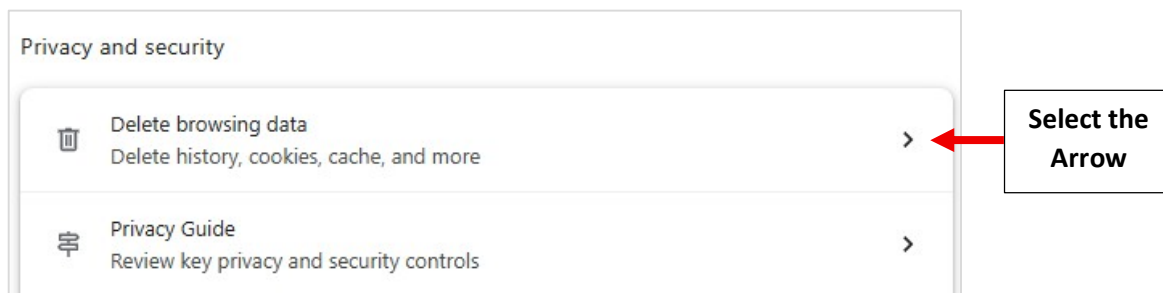 Privacy and security
Delete browsing data
Delete history, cookies, cache, and more
Select the
Arrow
Privacy Guide
Review key privacy and security controls